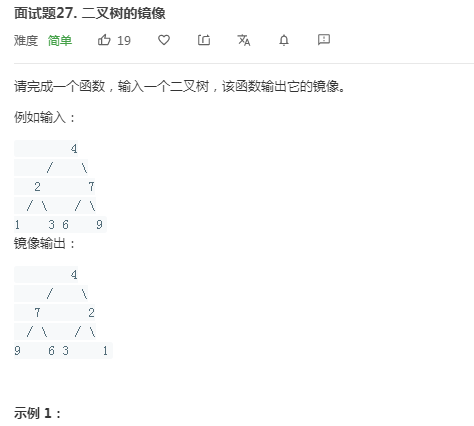 面试题27. 二叉树的镜像
难度 简单 19
请完成一个函数，输入一个二叉树，该函数输出它的镜像。
例如输入：
4
/ \
2 7
/ \ / \
1 3 6 9
镜像输出：
4
/ \
7 2
/ \ / \
9 6 3 1
示例 1：